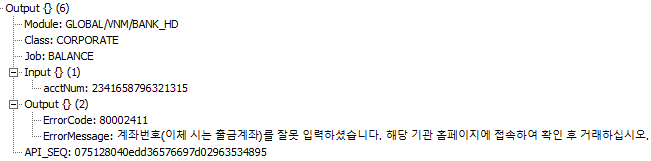 Output {} (6)
Module: GLOBAL/VNM/BANK_HD
Class: CORPORATE
Job: BALANCE
Input {} (1)
acctNum: 2341658796321315
Output {} (2)
ErrorCode: 80002411
ErrorMessage: 계좌번호(이체 시는 출금계좌)를 잘못 입력하셨습니다. 해당 기관 홈페이지에 접속하여 확인 후 거래하십시오.
API_SEQ: 075128040edd36576697d02963534895